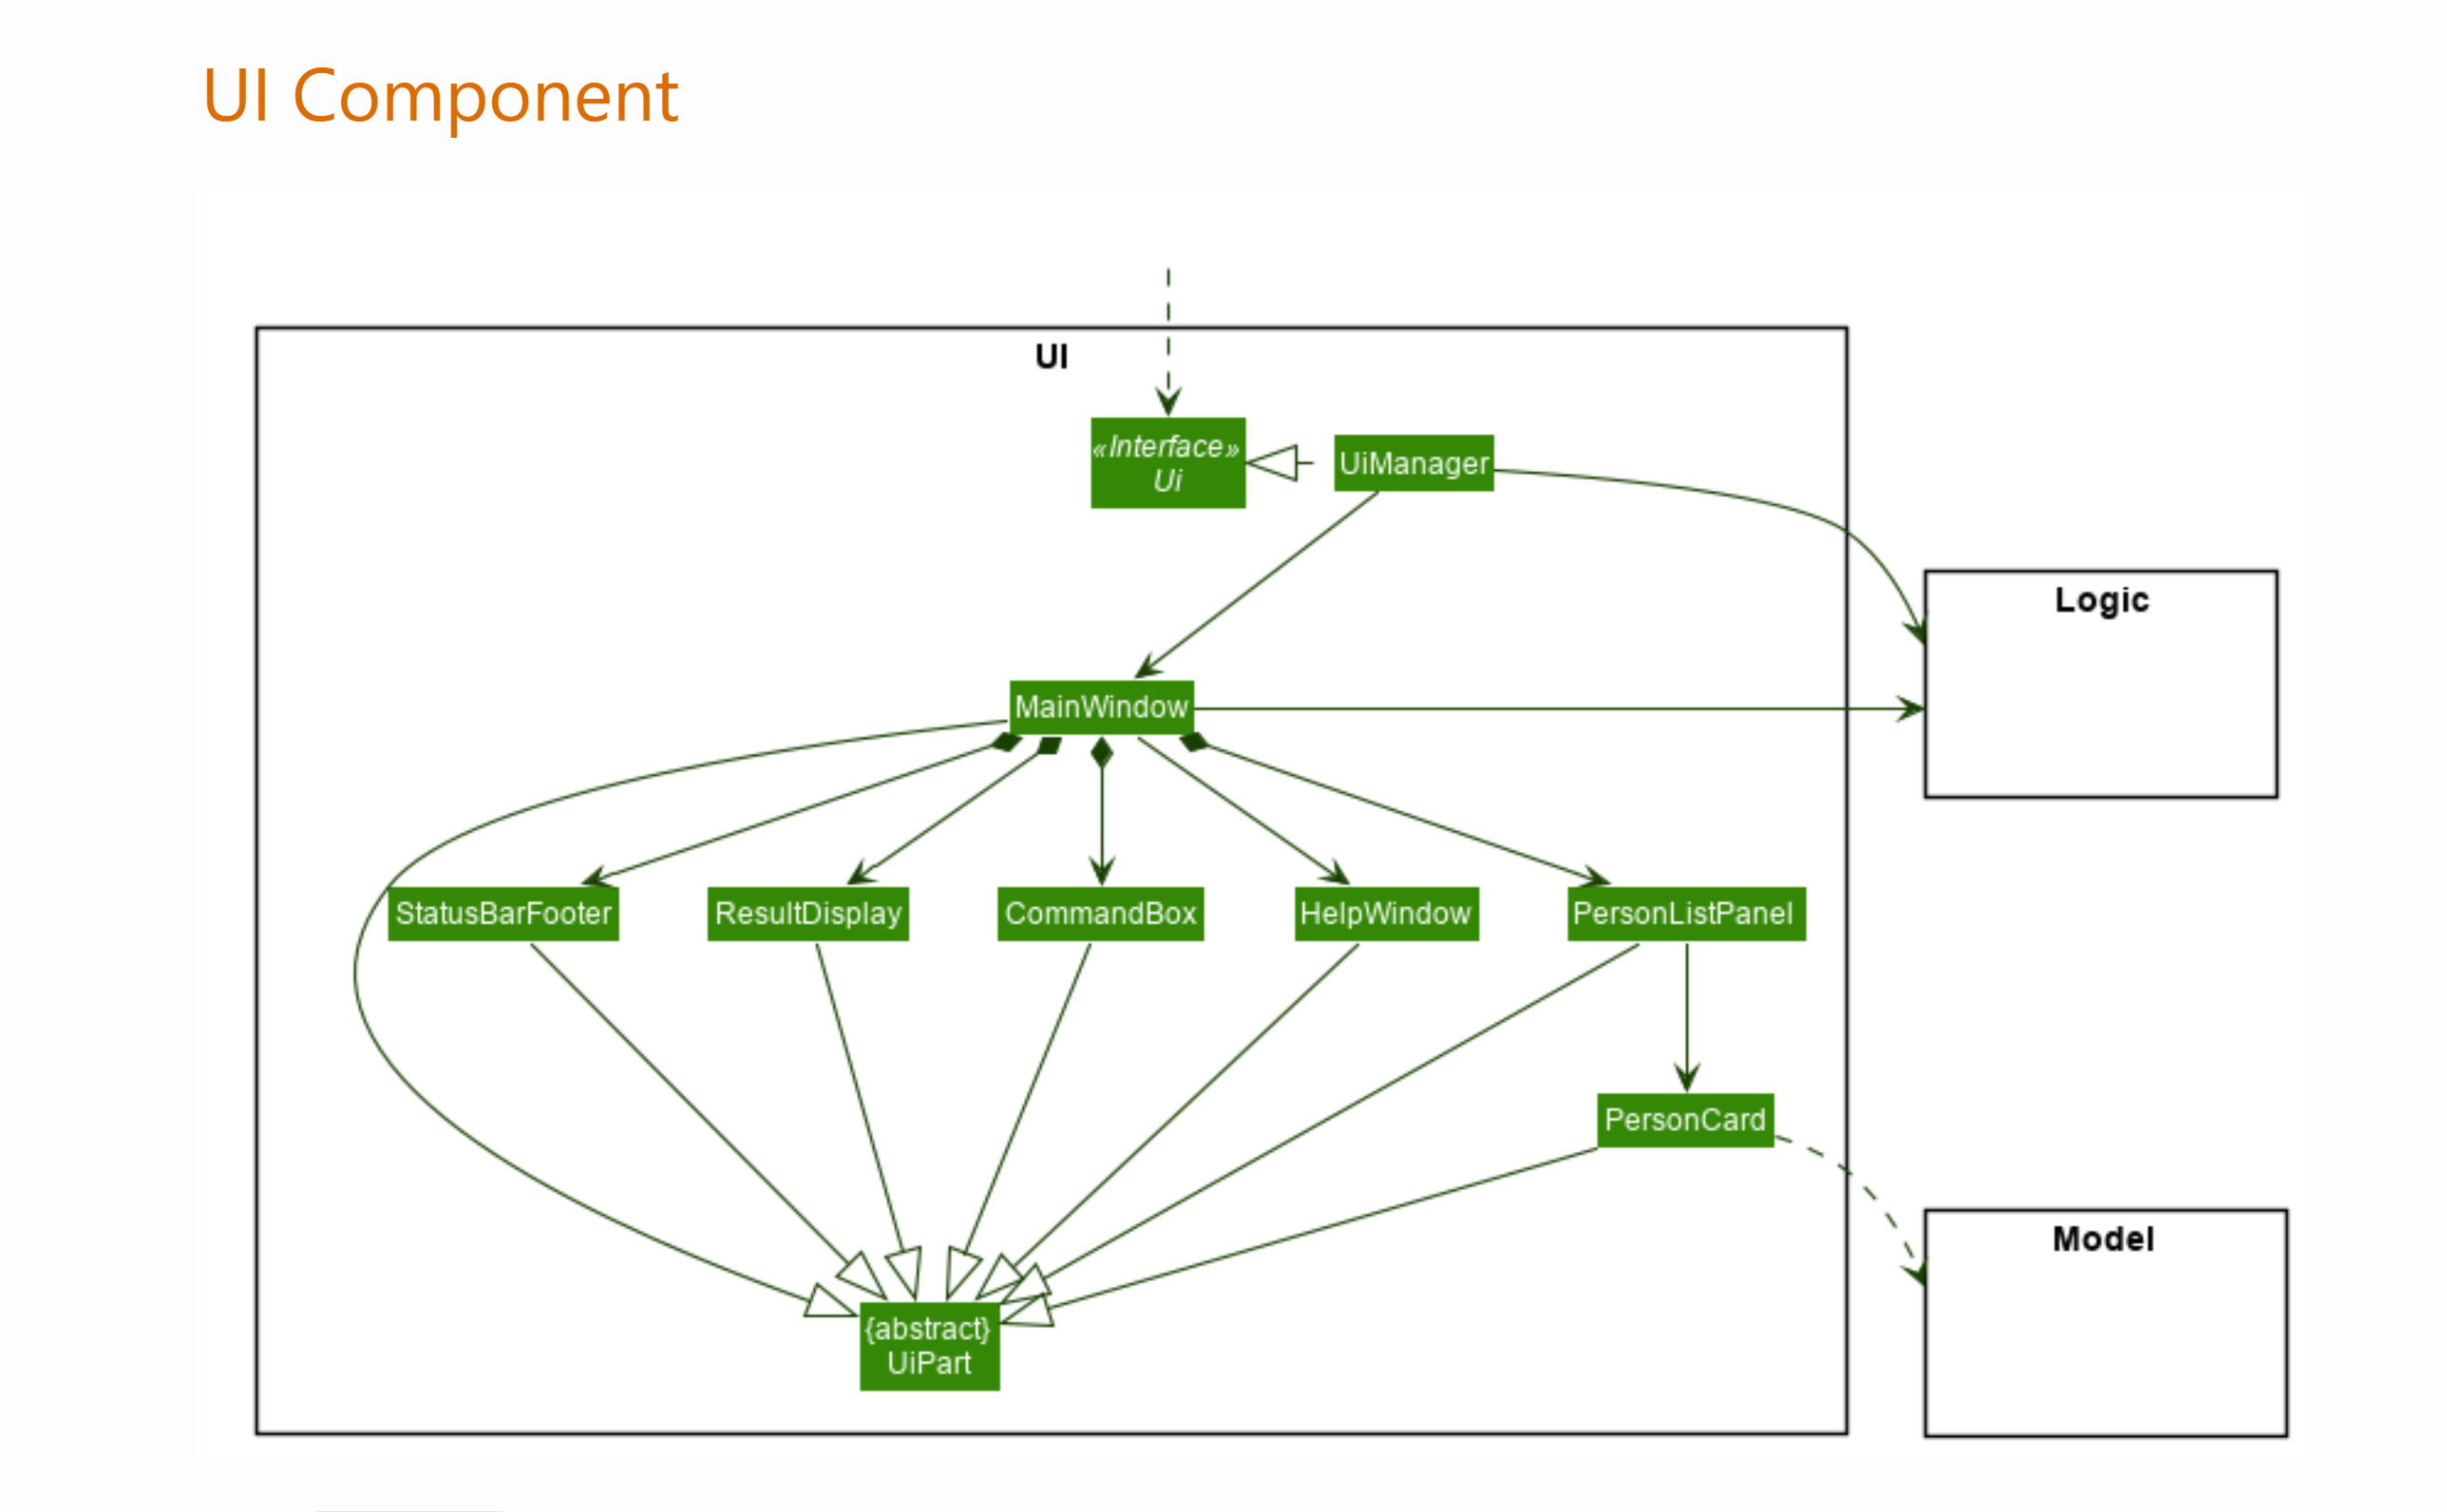 UI Component
UI
«Interface»
Ui
UiManager
Logic
MainWindow
StatusBarFooter
ResultDisplay
CommandBox
HelpWindow
PersonListPanel
PersonCard
Model
{abstract}
UiPart